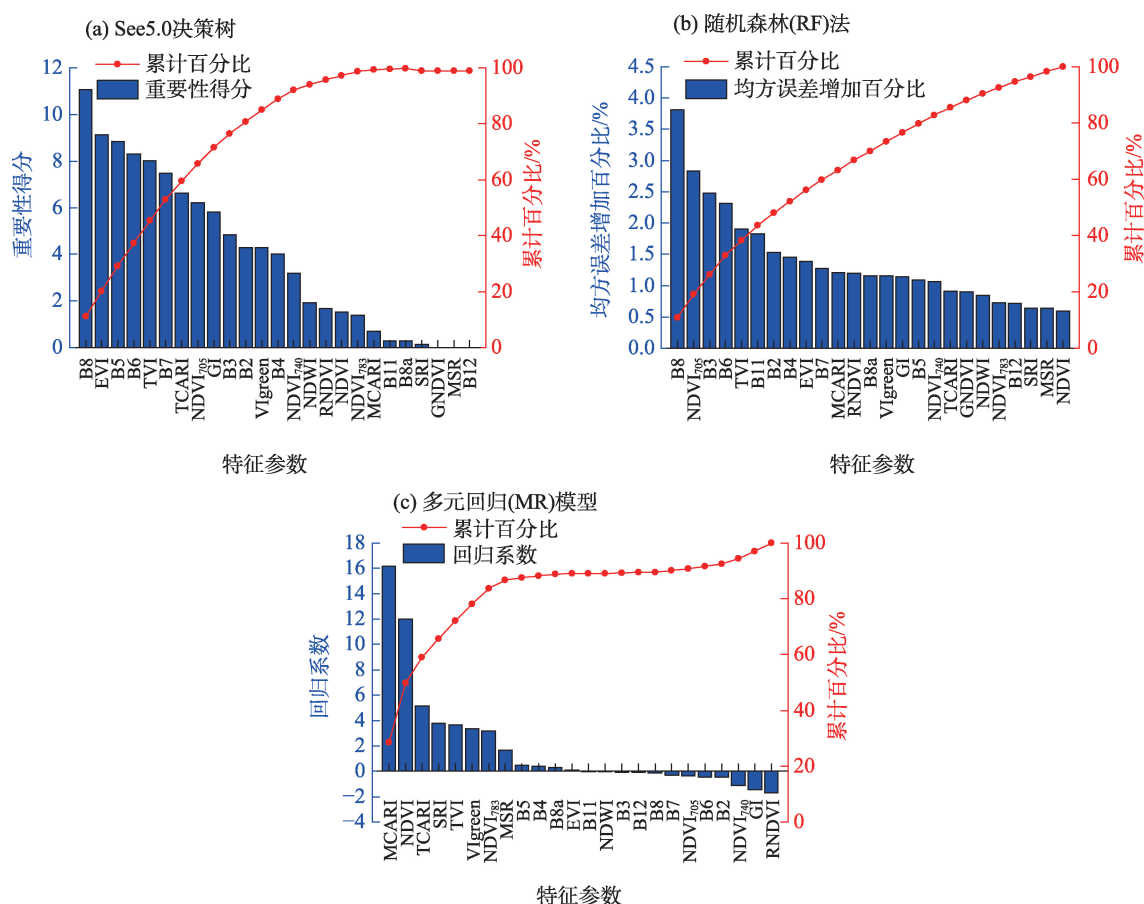 (a) See5.0决策树
累计百分比
重要性得分
12
10
8
6
4
2
0
重要性得分
100
80
60
40
20
0
累计百分比/%
B8
EVI
B5
B6
TVI
B7
TCARI
NDVI₇₀₅
GI
B3
B2
VIgreen
B4
NDVI₇₄₀
NDWI
RNDVI
NDVI
NDVI₇₈₃
MCARI
B11
B8a
SRI
GNDVI
MSR
B12
特征参数
(b) 随机森林(RF)法
累计百分比
均方误差增加百分比
4.5
4.0
3.5
3.0
2.5
2.0
1.5
1.0
0.5
0.0
均方误差增加百分比/%
100
80
60
40
20
0
累计百分比/%
B8
NDVI₇₀₅
B3
B6
TVI
B11
B2
B4
EVI
B7
MCARI
RNDVI
B8a
VIgreen
GI
B5
NDVI₇₄₀
TCARI
GNDVI
NDWI
NDVI₇₈₃
B12
SRI
MSR
NDVI
特征参数
(c) 多元回归(MR)模型
累计百分比
回归系数
18
16
14
12
10
8
6
4
2
0
−2
−4
回归系数
100
80
60
40
20
0
累计百分比/%
MCARI
NDVI
TCARI
SRI
TVI
VIgreen
NDVI₇₈₃
MSR
B5
B4
B8a
EVI
B11
NDWI
B3
B12
B8
B7
NDVI₇₀₅
B6
B2
NDVI₇₄₀
GI
RNDVI
特征参数